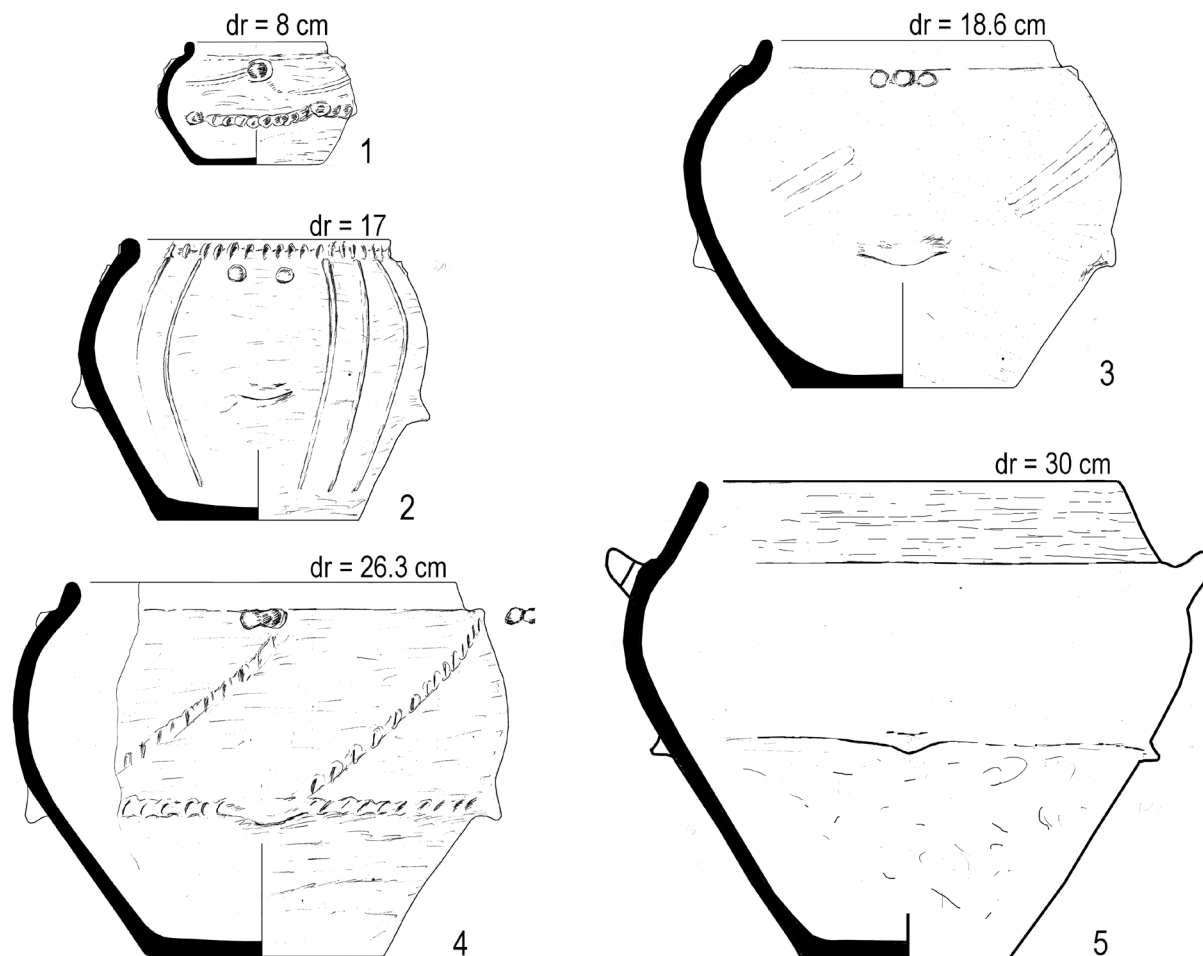 dr = 8 cm
1
dr = 17
2
dr = 26.3 cm
4
dr = 18.6 cm
3
dr = 30 cm
5